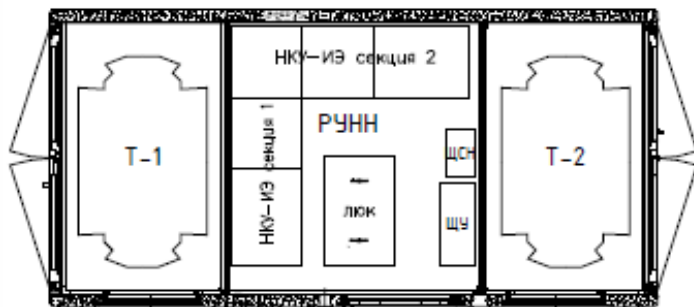 НКУ-ИЭ секция 2
НКУ-ИЭ секция 1
РУНН
Т-1
ЩСН
Т-2
люк
ЩУ